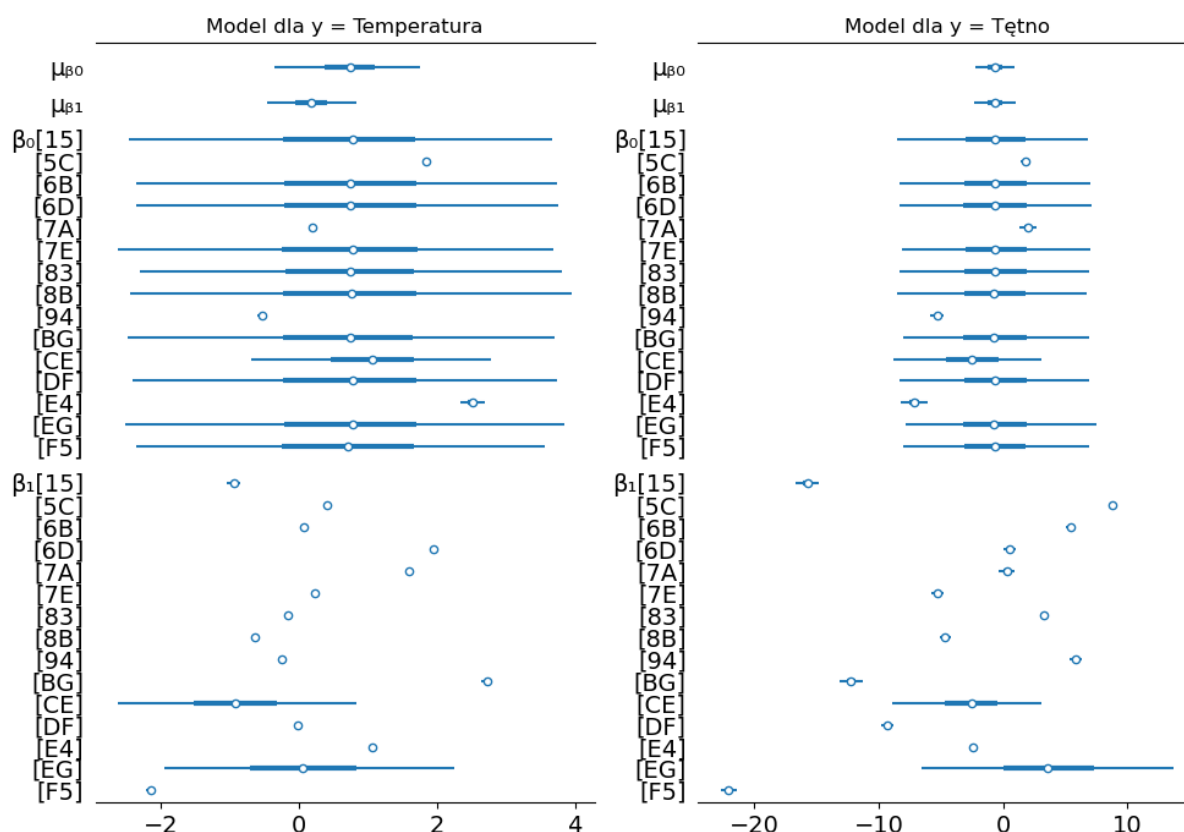 Model dla y = Temperatura
μβ0
μβ1
β₀[15]
[5C]
[6B]
[6D]
[7A]
[7E]
[83]
[8B]
[94]
[BG]
[CE]
[DF]
[E4]
[EG]
[F5]
β₁[15]
[5C]
[6B]
[6D]
[7A]
[7E]
[83]
[8B]
[94]
[BG]
[CE]
[DF]
[E4]
[EG]
[F5]
−2 0 2 4
Model dla y = Tętno
μβ0
μβ1
β₀[15]
[5C]
[6B]
[6D]
[7A]
[7E]
[83]
[8B]
[94]
[BG]
[CE]
[DF]
[E4]
[EG]
[F5]
β₁[15]
[5C]
[6B]
[6D]
[7A]
[7E]
[83]
[8B]
[94]
[BG]
[CE]
[DF]
[E4]
[EG]
[F5]
−20 −10 0 10